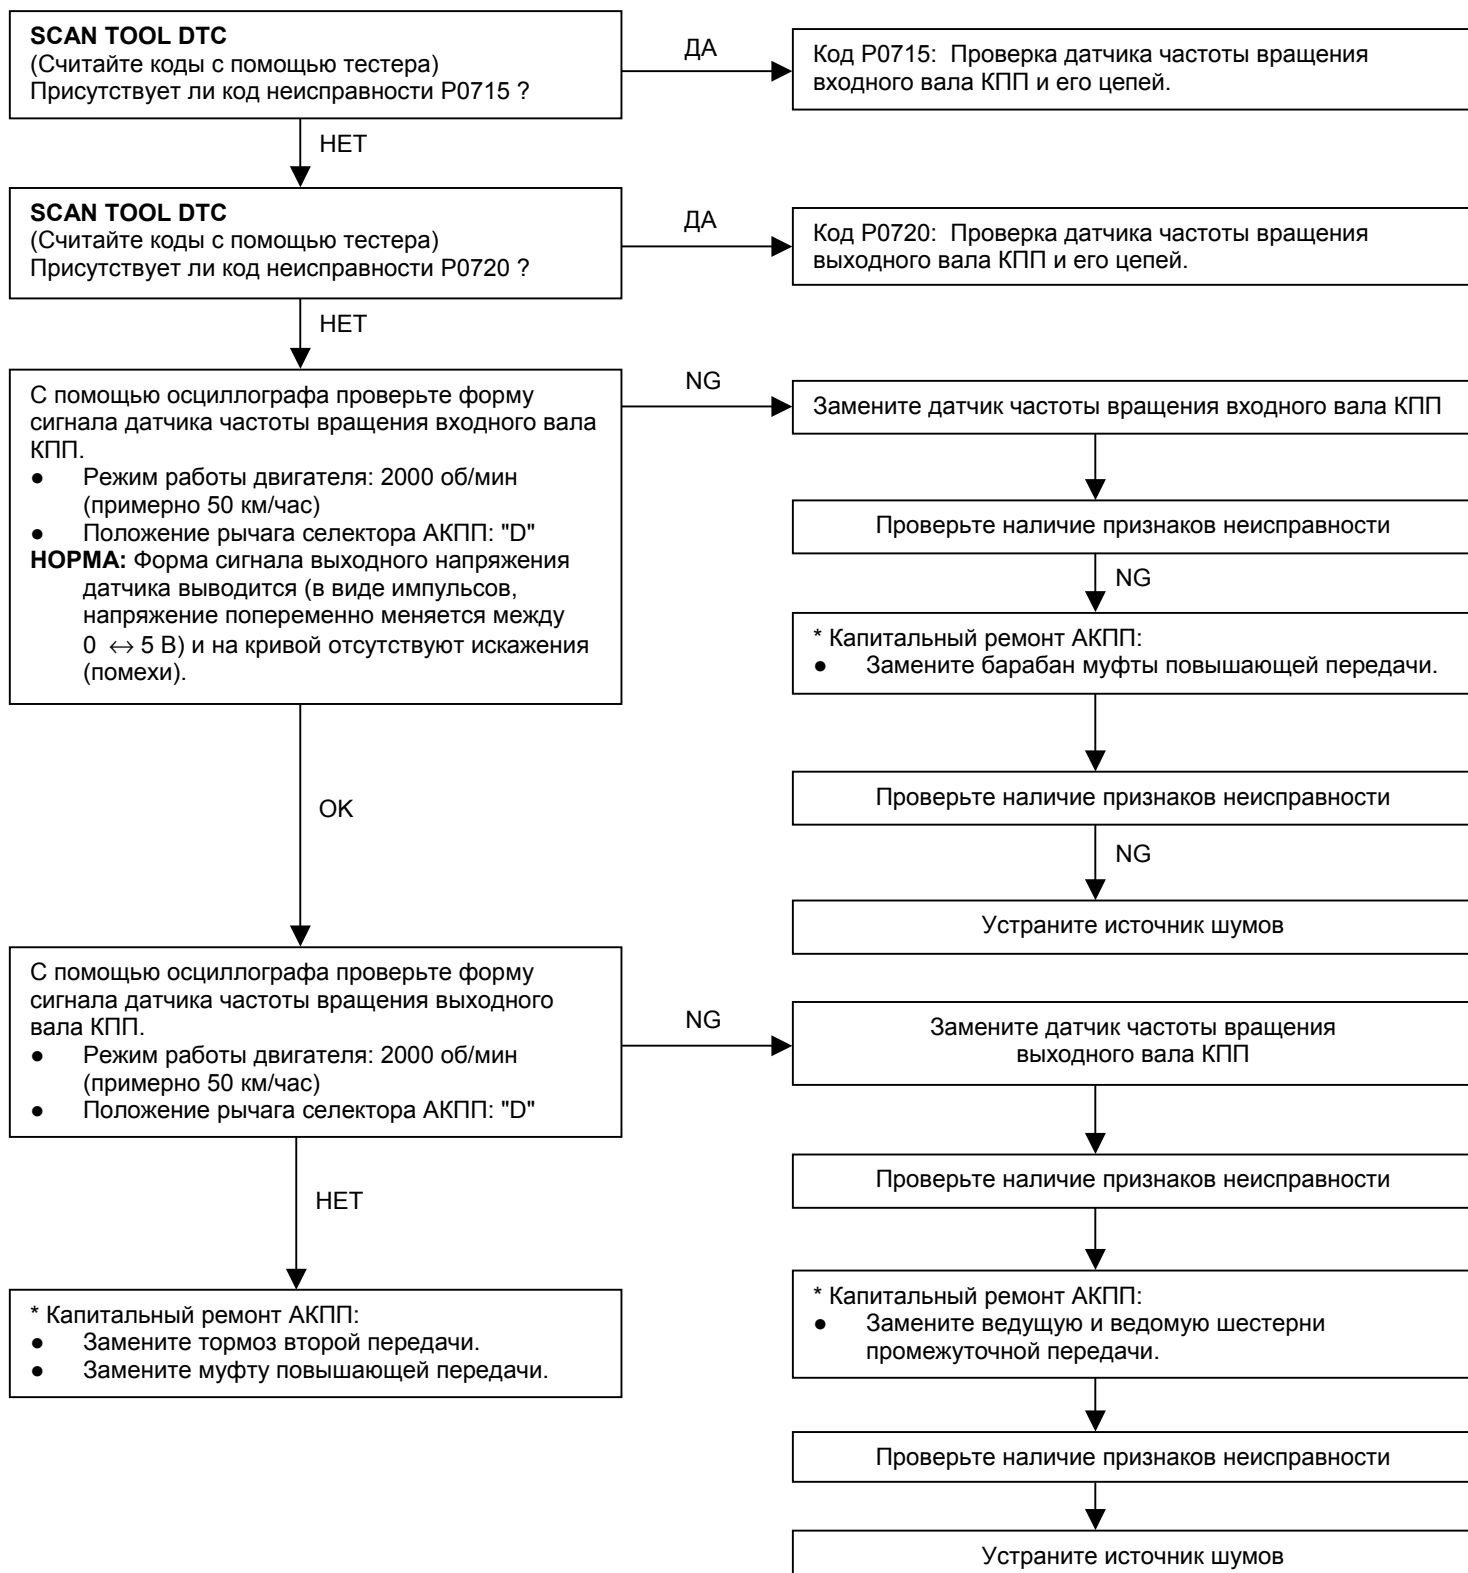 SCAN TOOL DTC
(Считайте коды с помощью тестера)
Присутствует ли код неисправности P0715 ?
ДА
Код P0715: Проверка датчика частоты вращения
входного вала КПП и его цепей.
НЕТ
SCAN TOOL DTC
(Считайте коды с помощью тестера)
Присутствует ли код неисправности P0720 ?
ДА
Код P0720: Проверка датчика частоты вращения
выходного вала КПП и его цепей.
НЕТ
С помощью осциллографа проверьте форму
сигнала датчика частоты вращения входного вала
КПП.
● Режим работы двигателя: 2000 об/мин
(примерно 50 км/час)
● Положение рычага селектора АКПП: "D"
НОРМА: Форма сигнала выходного напряжения
датчика выводится (в виде импульсов,
напряжение попеременно меняется между
0 ↔ 5 В) и на кривой отсутствуют искажения
(помехи).
NG
Замените датчик частоты вращения входного вала КПП
Проверьте наличие признаков неисправности
NG
* Капитальный ремонт АКПП:
● Замените барабан муфты повышающей передачи.
Проверьте наличие признаков неисправности
NG
Устраните источник шумов
OK
С помощью осциллографа проверьте форму
сигнала датчика частоты вращения выходного
вала КПП.
● Режим работы двигателя: 2000 об/мин
(примерно 50 км/час)
● Положение рычага селектора АКПП: "D"
NG
Замените датчик частоты вращения
выходного вала КПП
Проверьте наличие признаков неисправности
* Капитальный ремонт АКПП:
● Замените ведущую и ведомую шестерни
промежуточной передачи.
Проверьте наличие признаков неисправности
Устраните источник шумов
НЕТ
* Капитальный ремонт АКПП:
● Замените тормоз второй передачи.
● Замените муфту повышающей передачи.